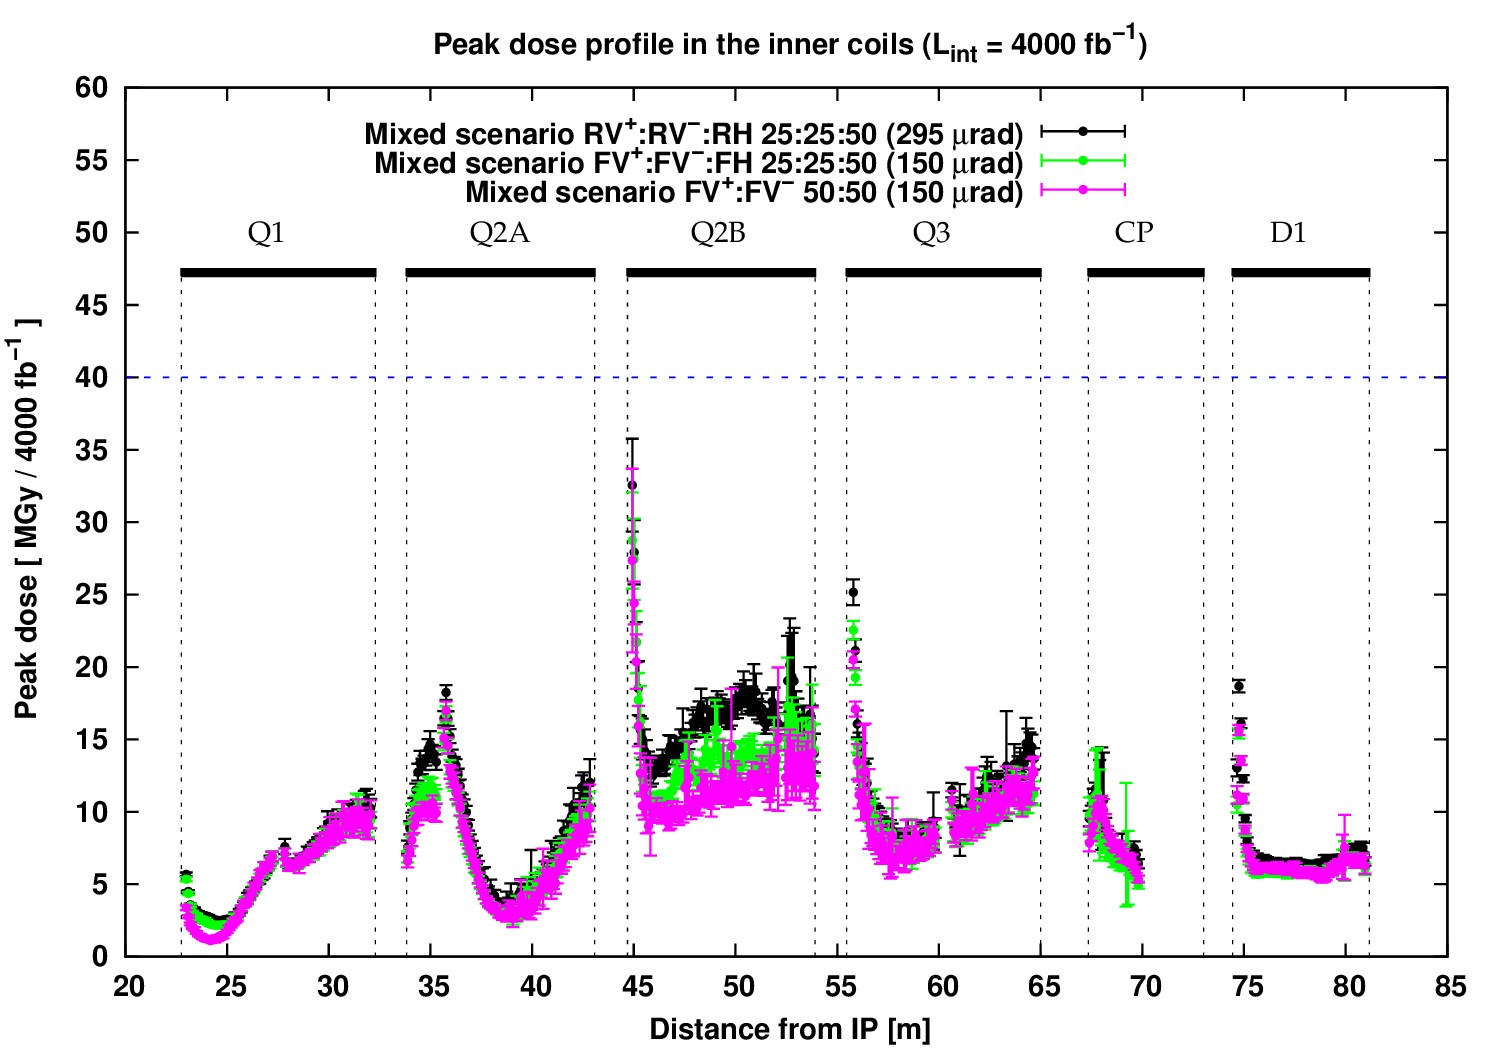 Peak dose profile in the inner coils (L_int = 4000 fb⁻¹)
Mixed scenario RV⁺:RV⁻:RH 25:25:50 (295 μrad)
Mixed scenario FV⁺:FV⁻:FH 25:25:50 (150 μrad)
Mixed scenario FV⁺:FV⁻ 50:50 (150 μrad)
Q1 Q2A Q2B Q3 CP D1
Peak dose [ MGy / 4000 fb⁻¹ ]
60
55
50
45
40
35
30
25
20
15
10
5
0
20 25 30 35 40 45 50 55 60 65 70 75 80 85
Distance from IP [m]